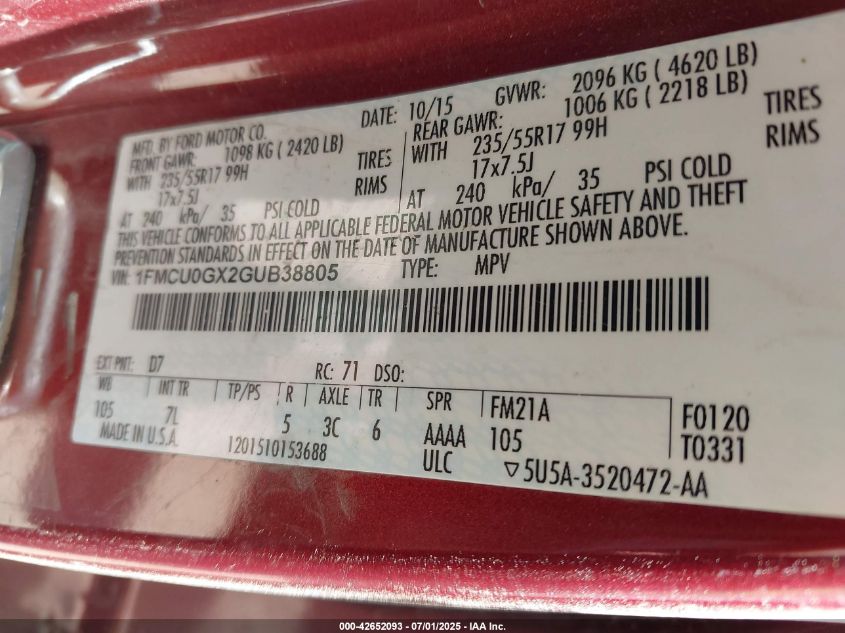 MFD. BY FORD MOTOR CO.
DATE: 10/15 GVWR: 2096 KG ( 4620 LB)
FRONT GAWR: 1098 KG ( 2420 LB)
WITH 235/55R17 99H TIRES
17x7.5J RIMS
AT 240 kPa/ 35 PSI COLD
REAR GAWR: 1006 KG ( 2218 LB)
WITH 235/55R17 99H TIRES
17x7.5J RIMS
AT 240 kPa/ 35 PSI COLD
THIS VEHICLE CONFORMS TO ALL APPLICABLE FEDERAL MOTOR VEHICLE SAFETY AND THEFT
PREVENTION STANDARDS IN EFFECT ON THE DATE OF MANUFACTURE SHOWN ABOVE.
VIN: 1FMCU0GX2GUB38805 TYPE: MPV
EXT PNT: D7 RC: 71 DSO:
WB INT TR TP/PS R AXLE TR SPR FM21A F0120
105 7L 5 3C 6 AAAA 105 T0331
MADE IN U.S.A. 1201510153688 ULC ▽5U5A-3520472-AA
000-42652093 - 07/01/2025 - IAA Inc.